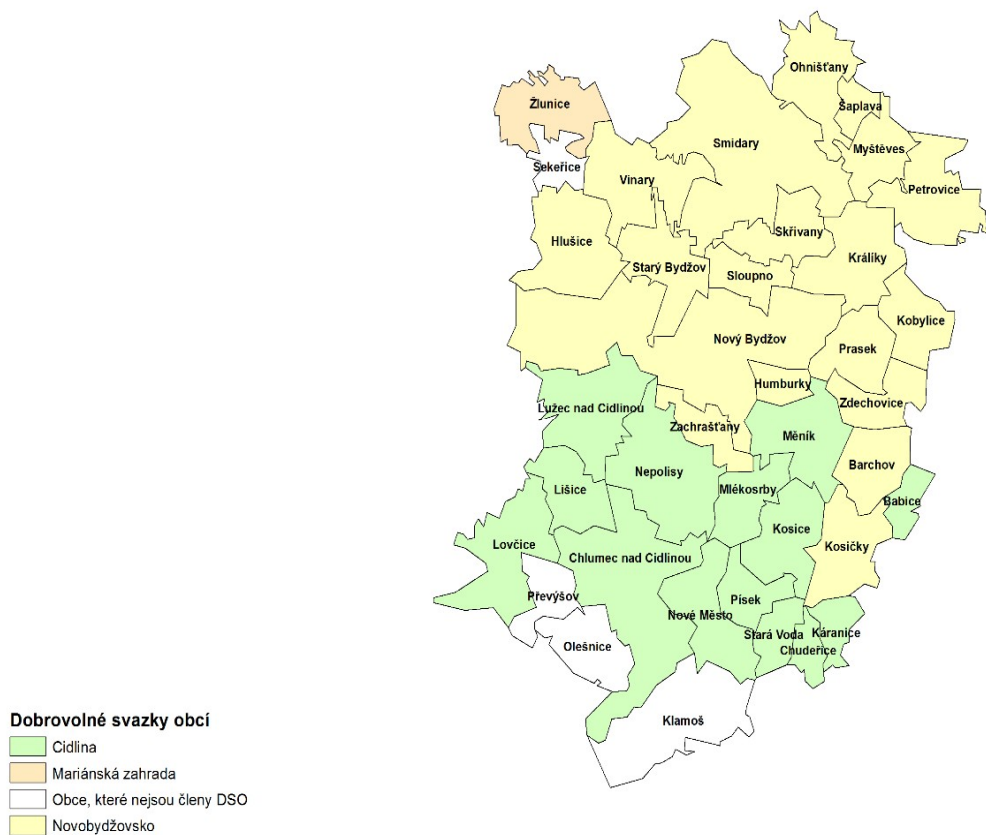 Ohnišťany
Žlunice
Šaplava
Smidary
Myštěves
Sekeřice
Vinary
Petrovice
Skřivany
Hlušice
Králíky
Starý Bydžov
Sloupno
Kobylice
Nový Bydžov
Prasek
Humburky
Zdechovice
Lužec nad Cidlinou
Zachrašťany
Měník
Nepolisy
Barchov
Lišice
Mlékosrby
Babice
Kosice
Lovčice
Kosičky
Chlumec nad Cidlinou
Převýšov
Písek
Nové Město
Stará Voda
Káranice
Olešnice
Chudeřice
Klamoš
Dobrovolné svazky obcí
Cidlina
Mariánská zahrada
Obce, které nejsou členy DSO
Novobydžovsko